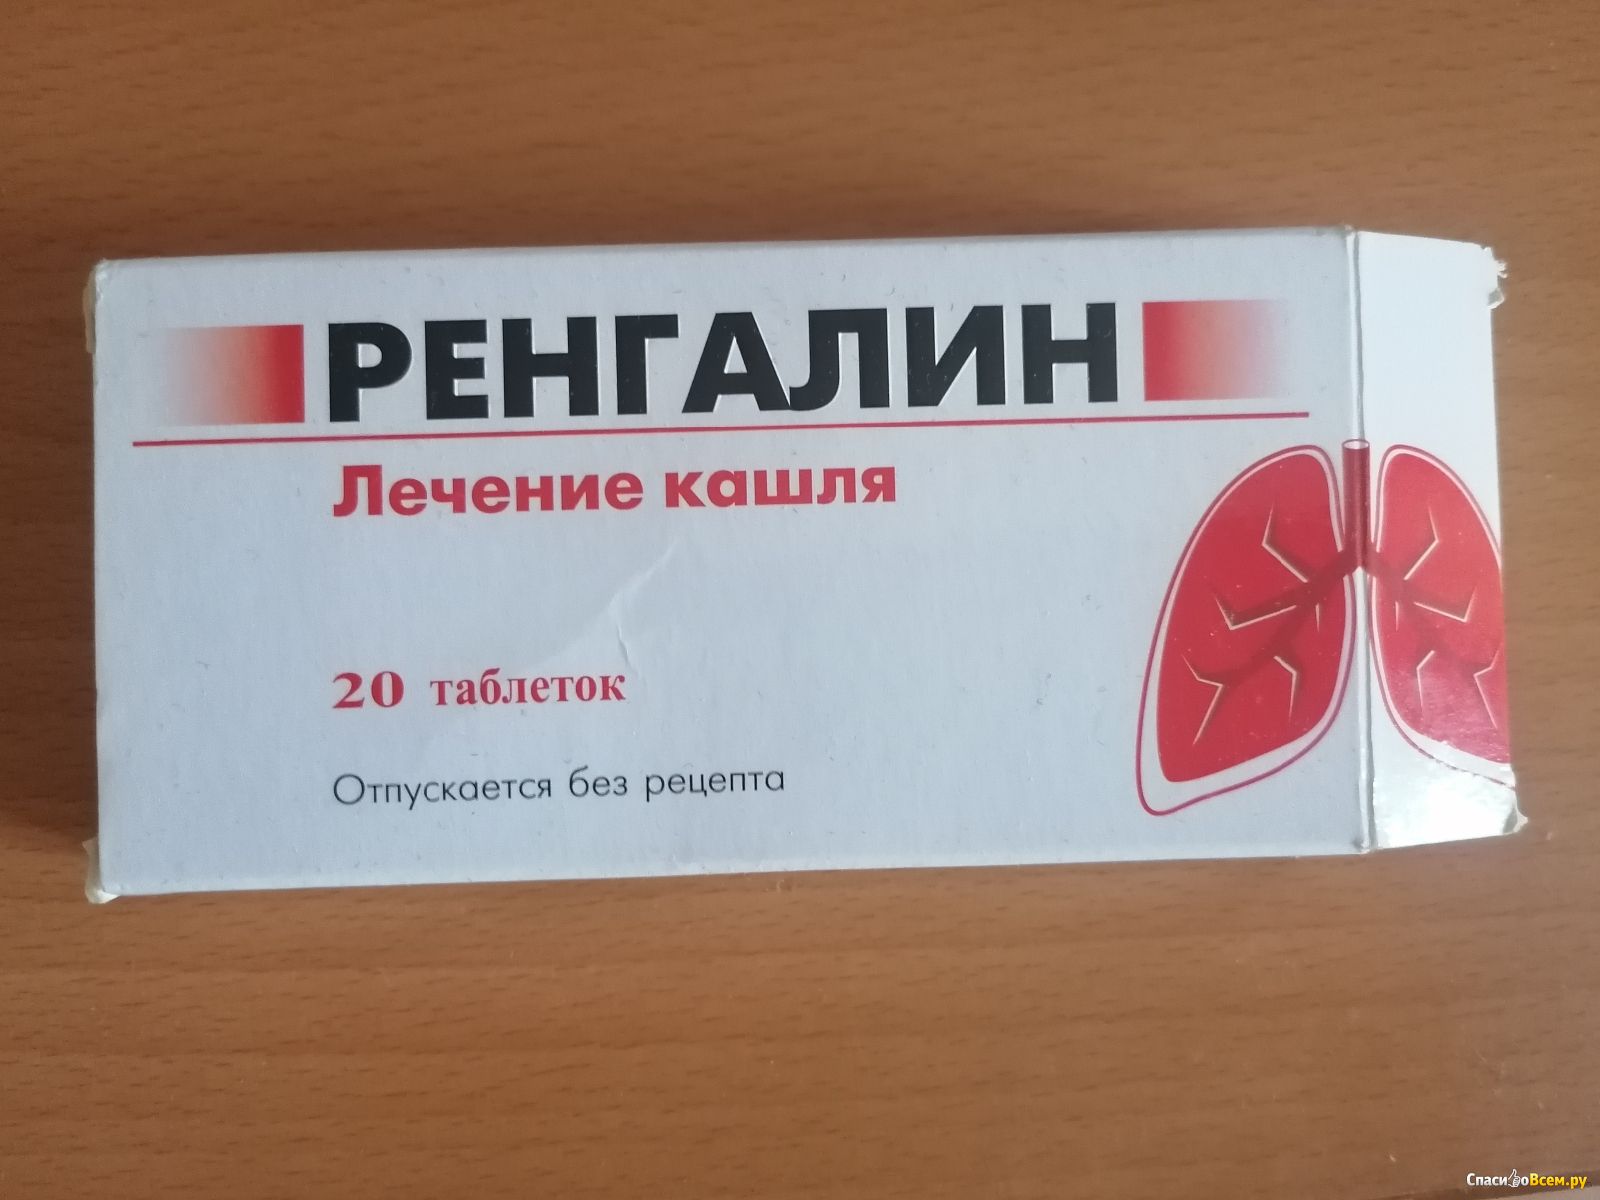 РЕНГАЛИН
Лечение кашля
20 таблеток
Отпускается без рецепта
СпасибоВсем.ру